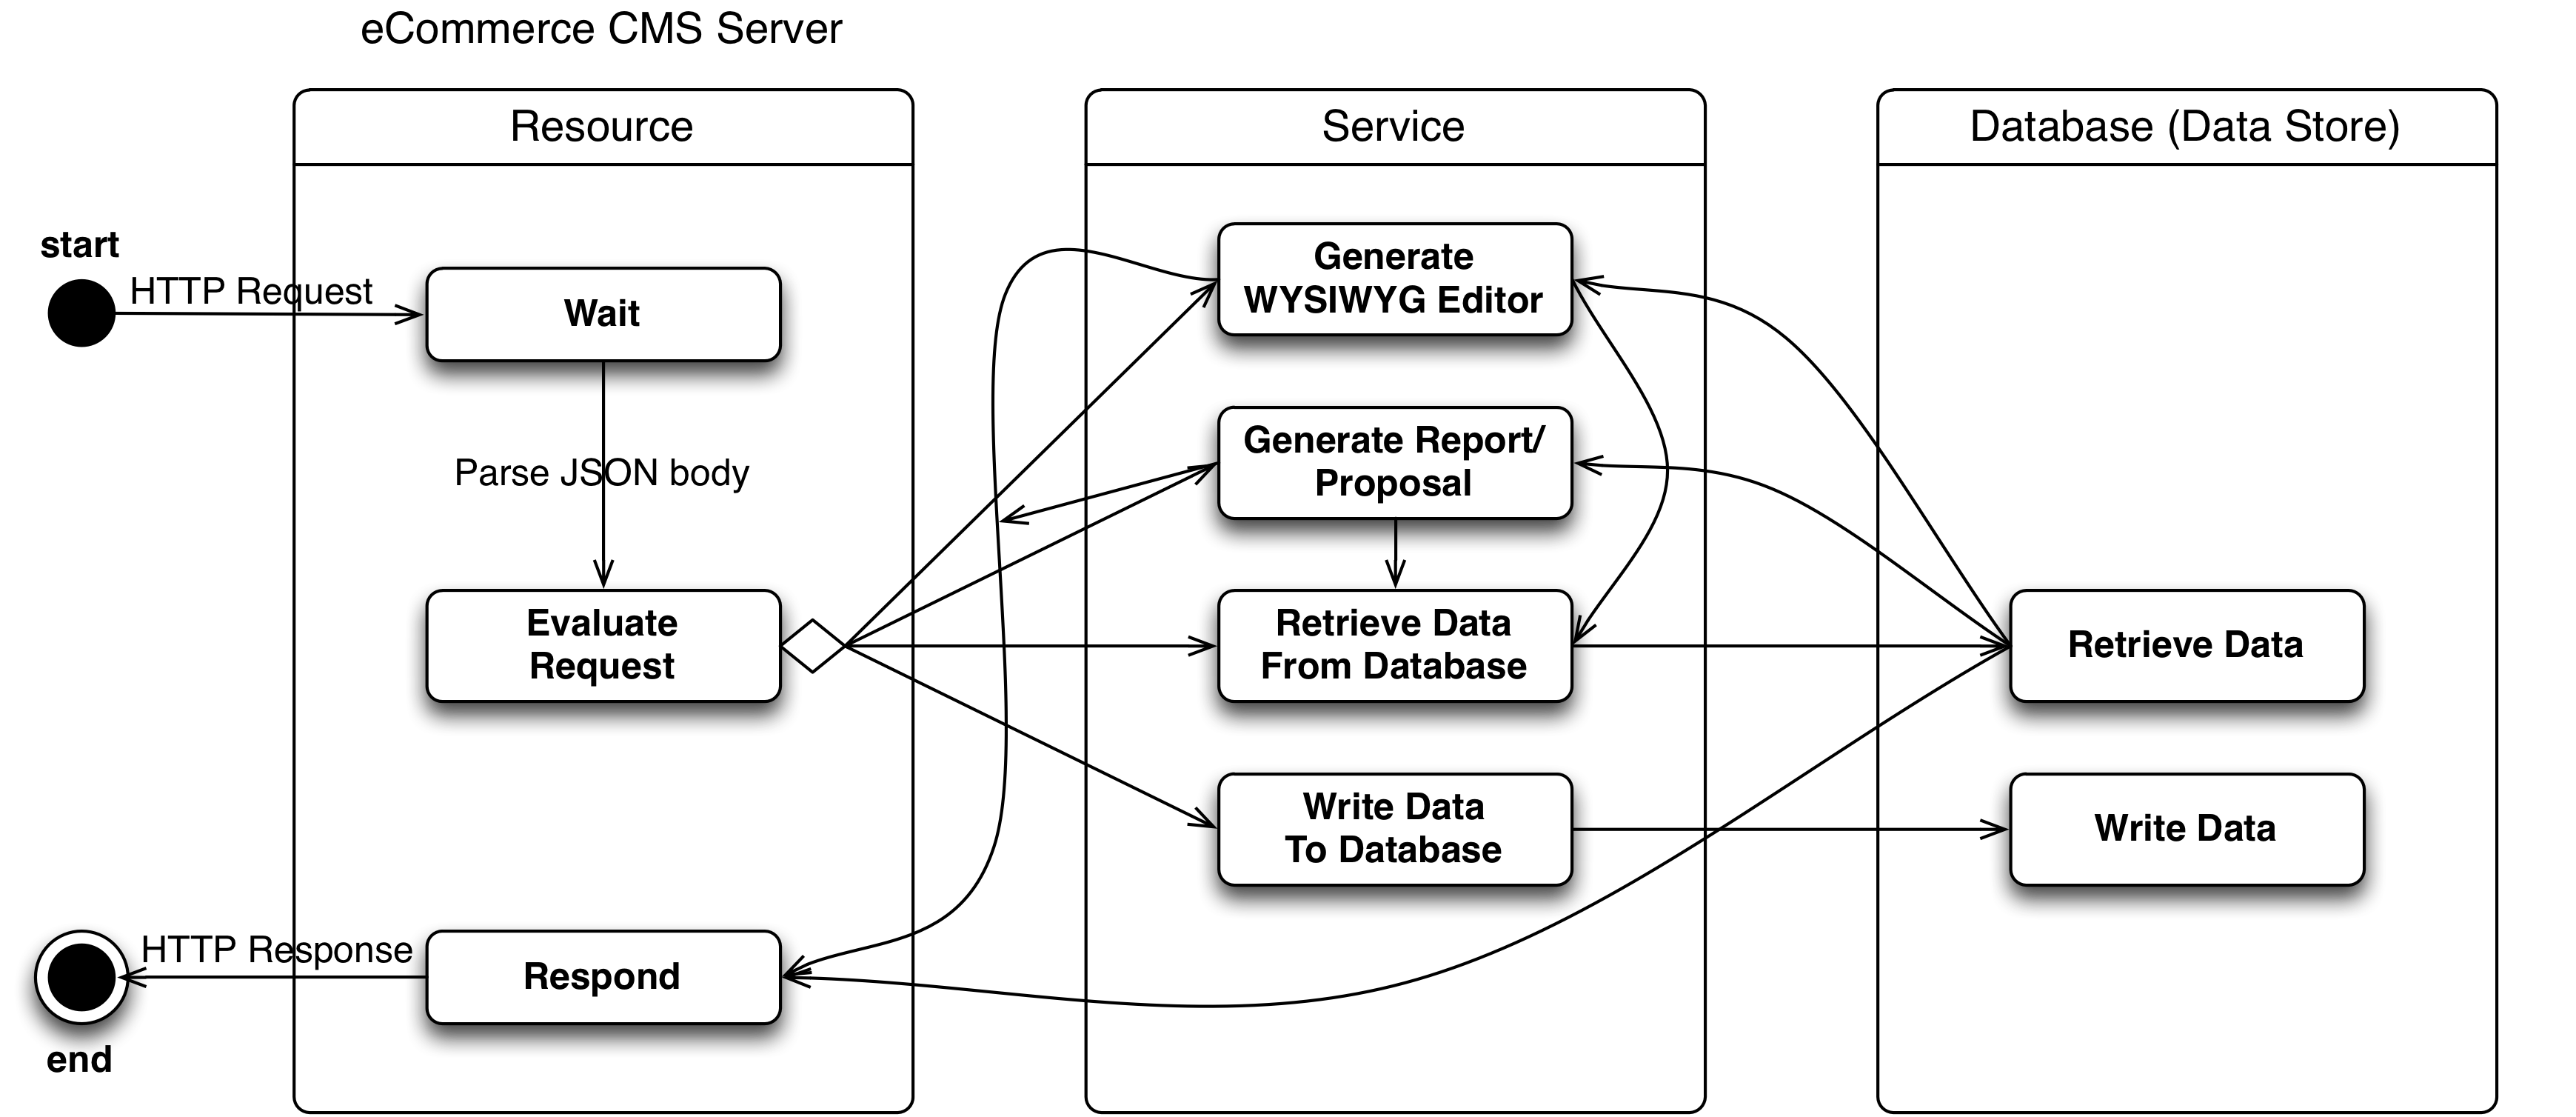 eCommerce CMS Server
Resource
Service
Database (Data Store)
start
HTTP Request
Wait
Parse JSON body
Evaluate
Request
Generate
WYSIWYG Editor
Generate Report/
Proposal
Retrieve Data
From Database
Write Data
To Database
Retrieve Data
Write Data
HTTP Response
Respond
end